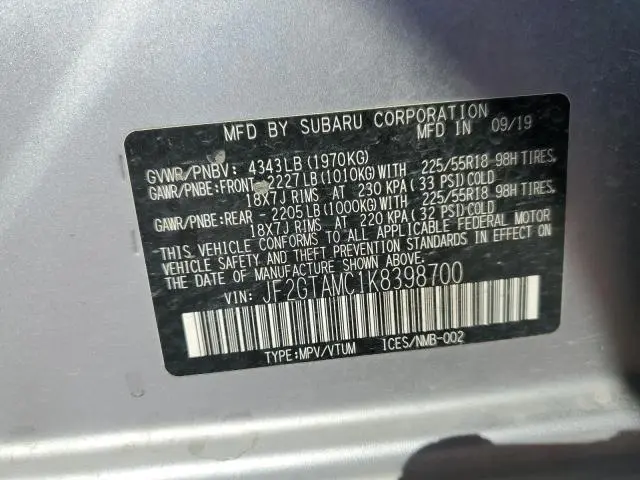 MFD BY SUBARU CORPORATION
MFD IN 09/19
GVWR/PNBV: 4343LB (1970KG)
GAWR/PNBE:FRONT- 2227LB (1010KG)WITH 225/55R18 98H TIRES,
18X7J RIMS AT 230 KPA (33 PSI)COLD
GAWR/PNBE:REAR - 2205LB (1000KG)WITH 225/55R18 98H TIRES,
18X7J RIMS AT 220 KPA (32 PSI)COLD
THIS VEHICLE CONFORMS TO ALL APPLICABLE FEDERAL MOTOR
VEHICLE SAFETY AND THEFT PREVENTION STANDARDS IN EFFECT ON
THE DATE OF MANUFACTURE SHOWN ABOVE.
VIN: JF2GTAMC1K8398700
TYPE:MPV/VTUM ICES/NMB-002